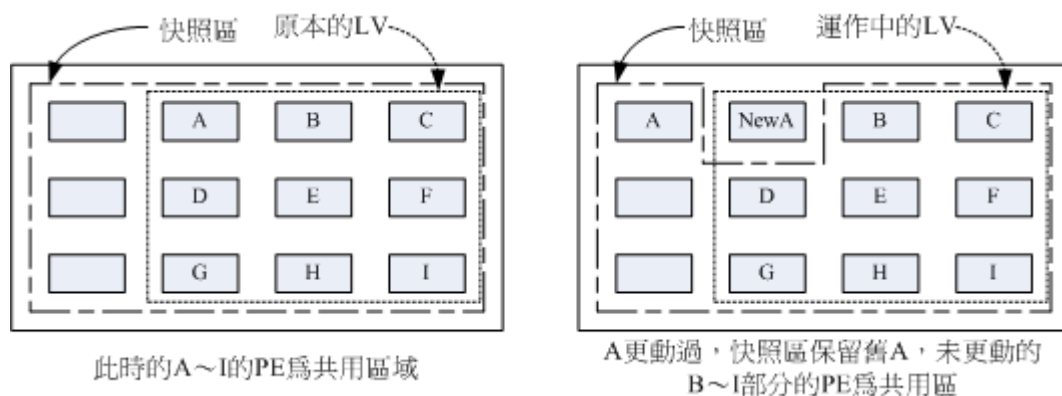 快照區 原本的LV
A B C
D E F
G H I
此時的A～I的PE爲共用區域
快照區 運作中的LV
A NewA B C
D E F
G H I
A更動過，快照區保留舊A，未更動的
B～I部分的PE爲共用區